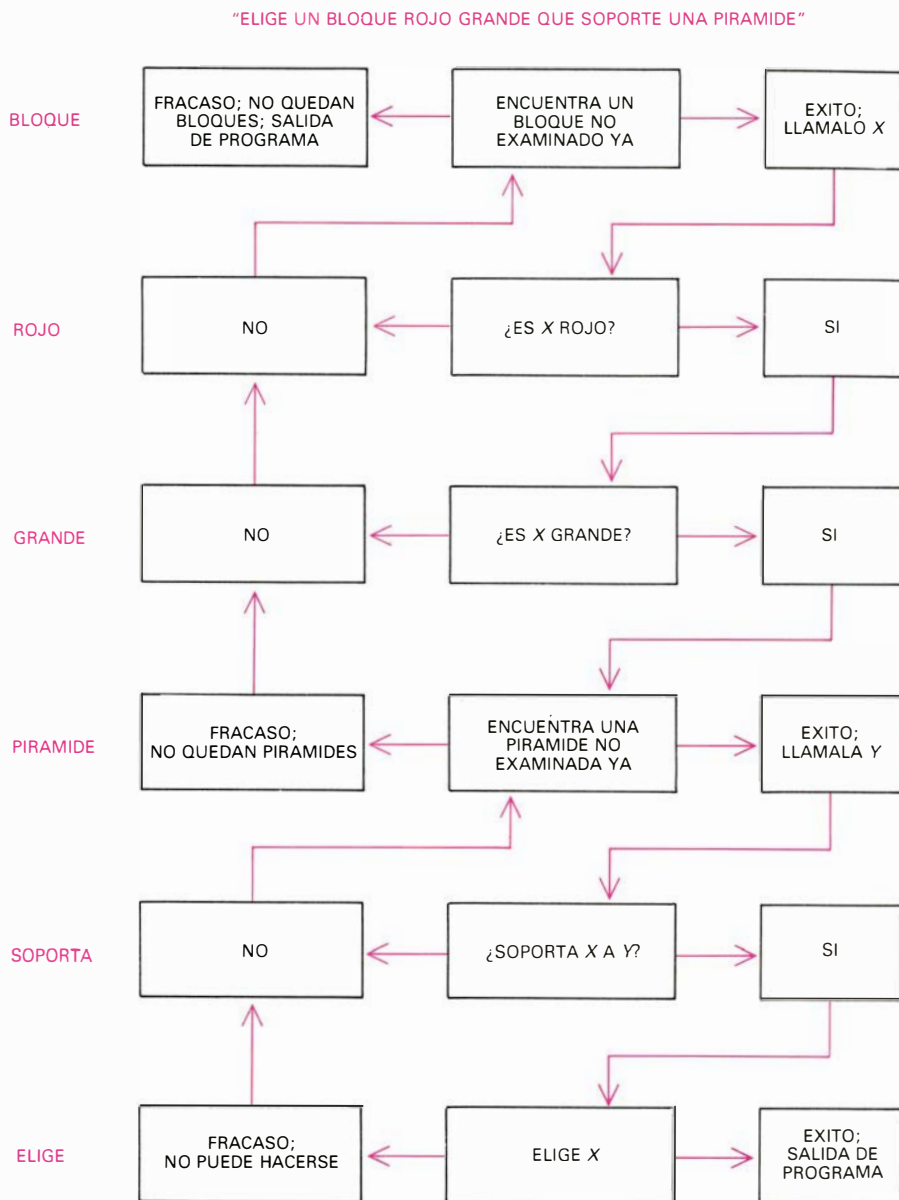 "ELIGE UN BLOQUE ROJO GRANDE QUE SOPORTE UNA PIRAMIDE"
BLOQUE
FRACASO; NO QUEDAN
BLOQUES; SALIDA
DE PROGRAMA
ENCUENTRA UN
BLOQUE NO
EXAMINADO YA
EXITO;
LLAMALO X
ROJO
NO
¿ES X ROJO?
SI
GRANDE
NO
¿ES X GRANDE?
SI
PIRAMIDE
FRACASO;
NO QUEDAN PIRAMIDES
ENCUENTRA UNA
PIRAMIDE NO
EXAMINADA YA
EXITO;
LLAMALA Y
SOPORTA
NO
¿SOPORTA X A Y?
SI
ELIGE
FRACASO;
NO PUEDE HACERSE
ELIGE X
EXITO;
SALIDA DE
PROGRAMA